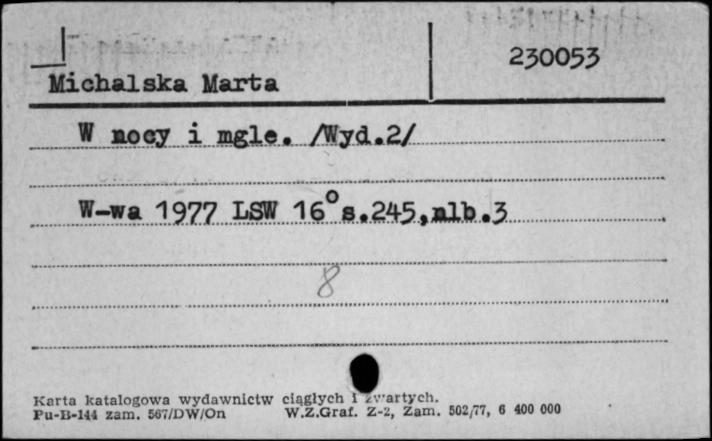 230053
Michalska Marta
W nocy i mgle. /Wyd.2/
W-wa 1977 LSW 16° s.245,nlb.3
8
Karta katalogowa wydawnictw ciągłych i zwartych.
Pu-B-144 zam. 567/DW/On W.Z.Graf. Z-2, Zam. 502/77, 6 400 000